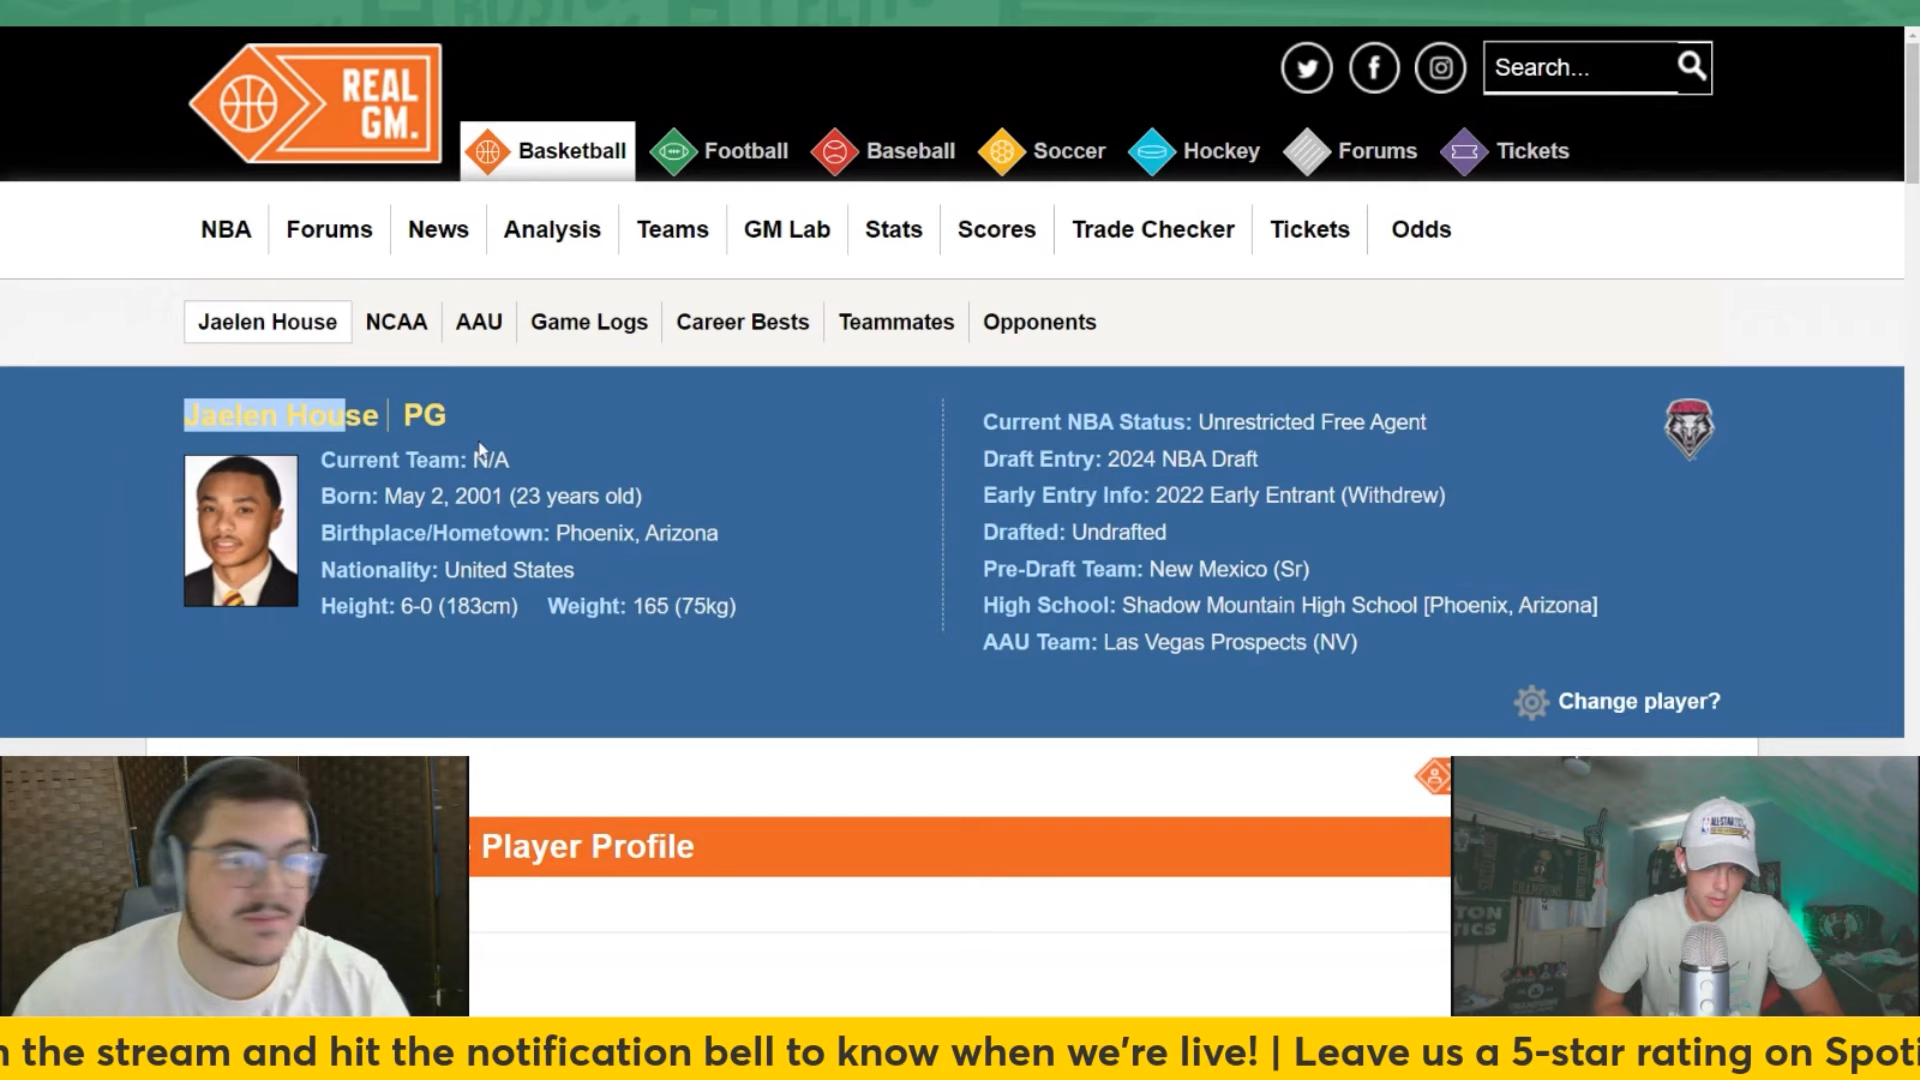 REAL
GM.
Search...
Basketball
Football
Baseball
Soccer
Hockey
Forums
Tickets
NBA
Forums
News
Analysis
Teams
GM Lab
Stats
Scores
Trade Checker
Tickets
Odds
Jaelen House
NCAA
AAU
Game Logs
Career Bests
Teammates
Opponents
Jaelen House PG
Current Team: N/A
Born: May 2, 2001 (23 years old)
Birthplace/Hometown: Phoenix, Arizona
Nationality: United States
Height: 6-0 (183cm) Weight: 165 (75kg)
Current NBA Status: Unrestricted Free Agent
Draft Entry: 2024 NBA Draft
Early Entry Info: 2022 Early Entrant (Withdrew)
Drafted: Undrafted
Pre-Draft Team: New Mexico (Sr)
High School: Shadow Mountain High School [Phoenix, Arizona]
AAU Team: Las Vegas Prospects (NV)
Change player?
Player Profile
the stream and hit the notification bell to know when we're live! | Leave us a 5-star rating on Spoti